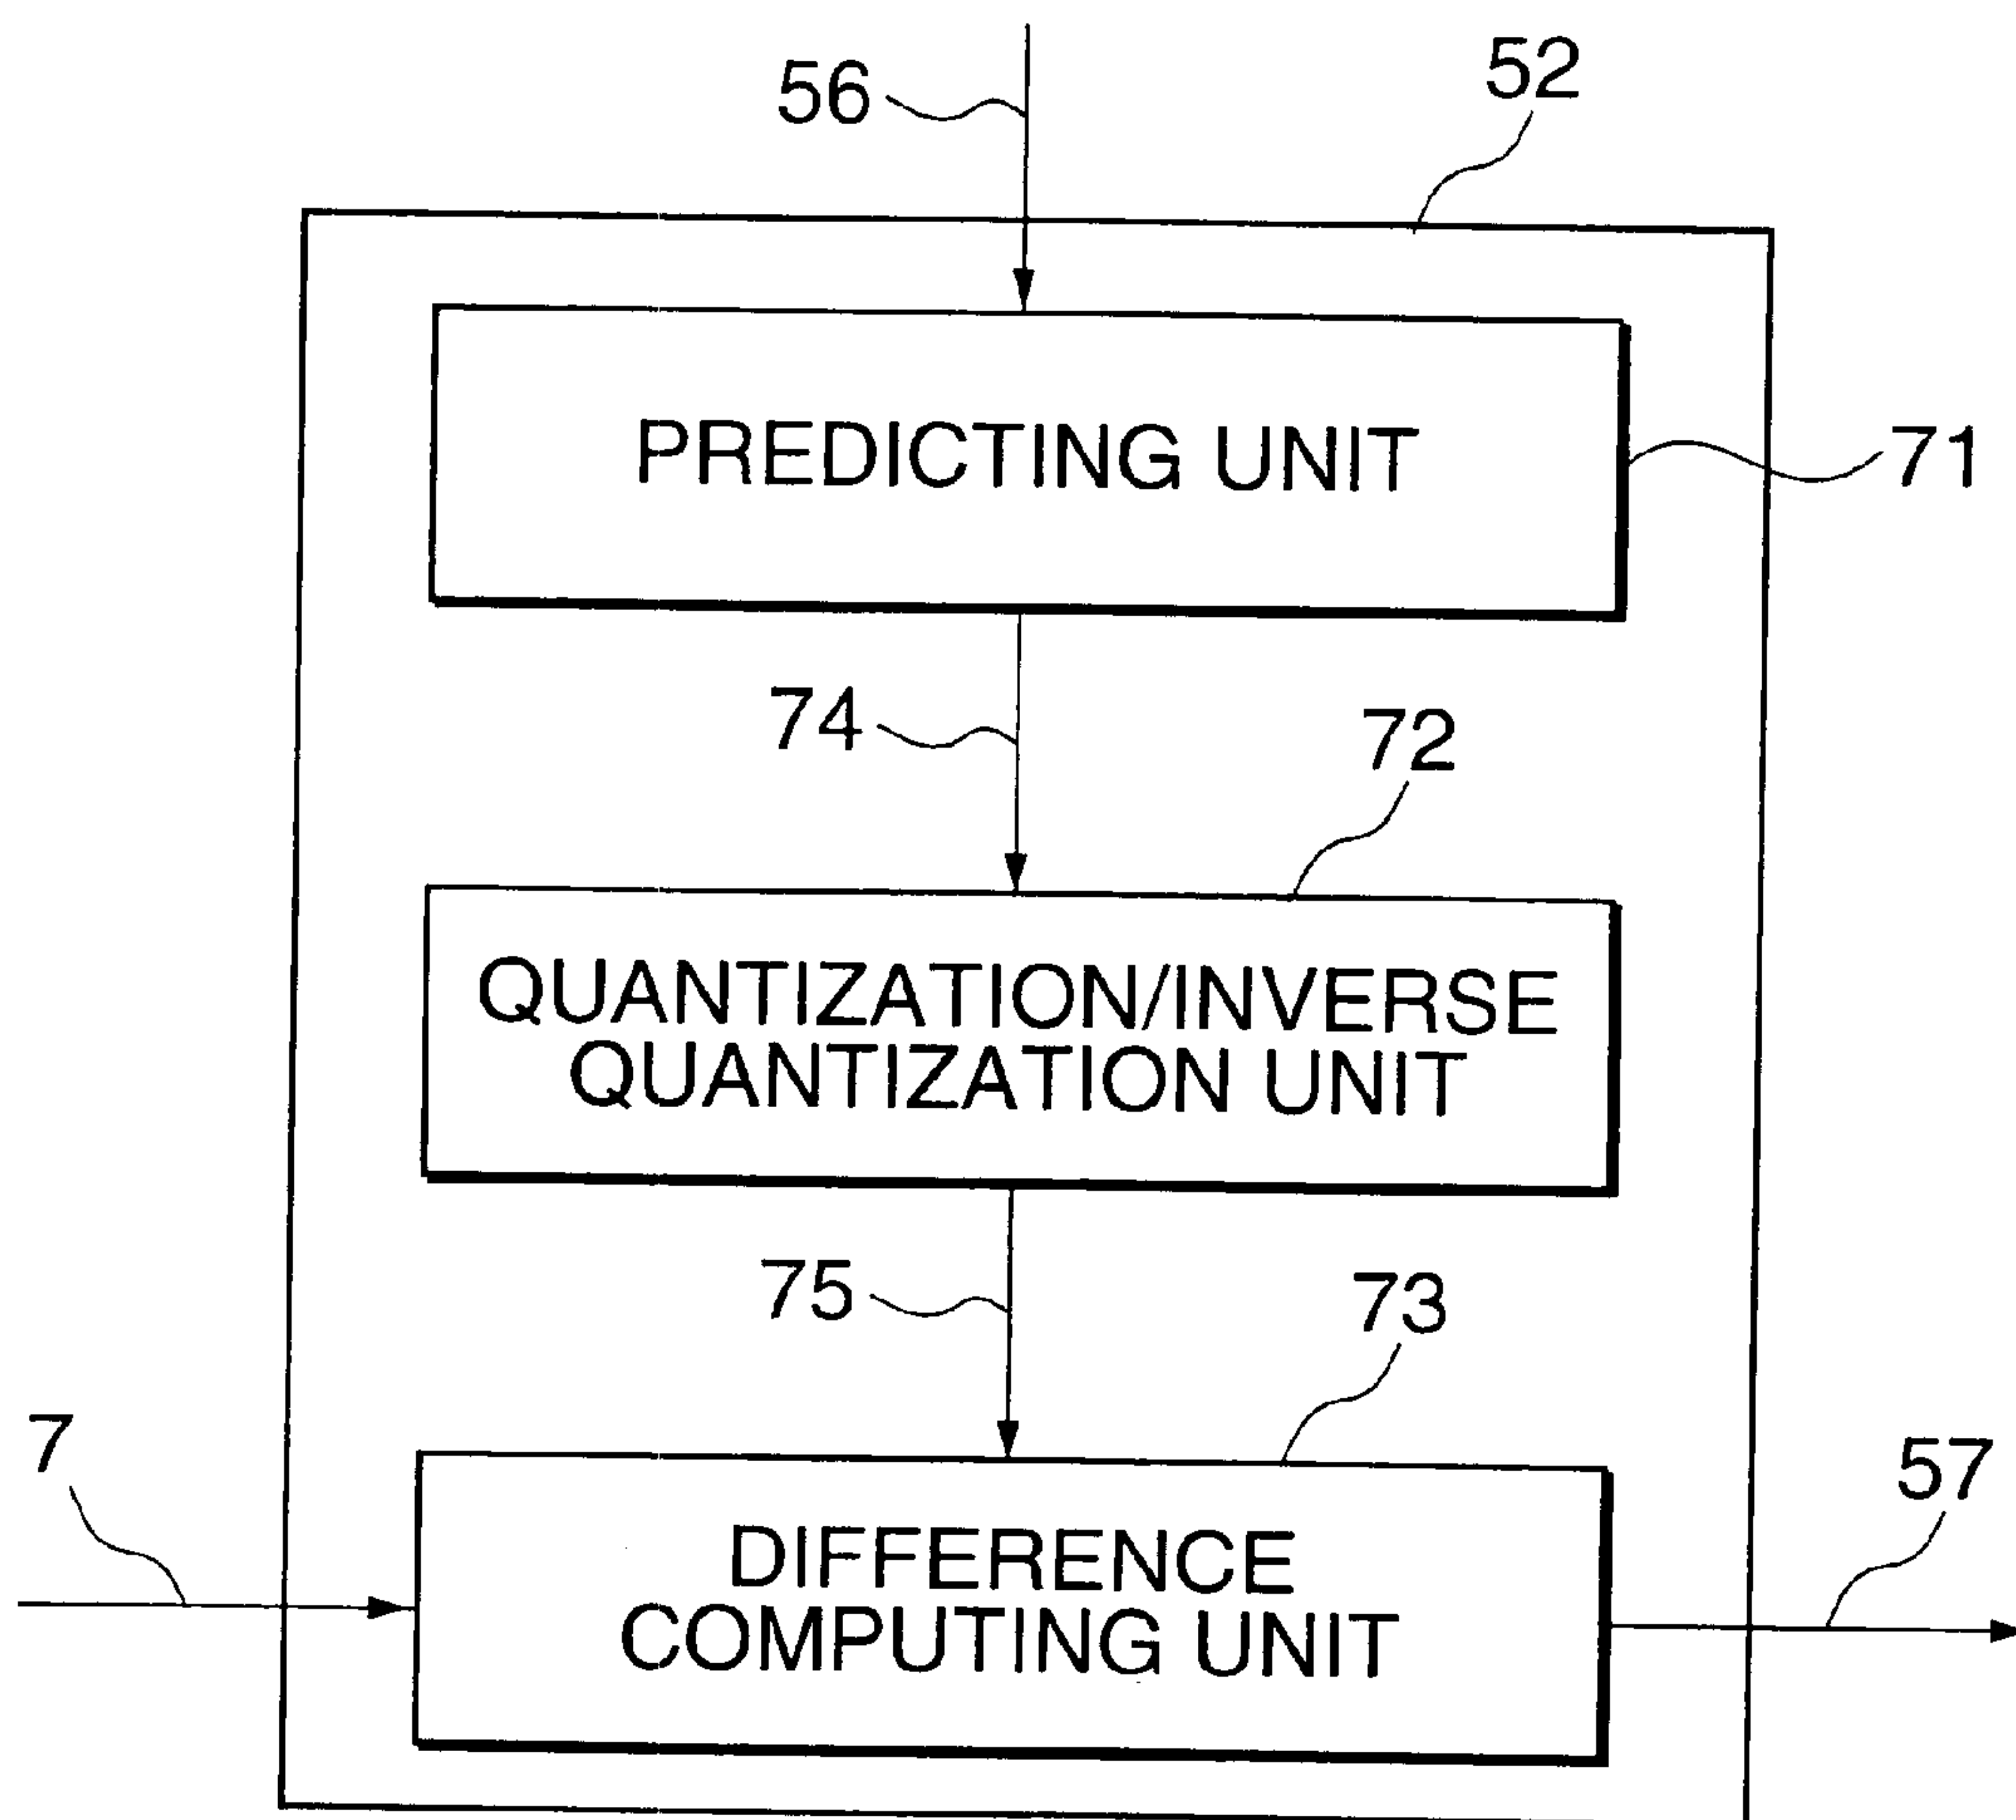 56
52
PREDICTING UNIT
71
74
72
QUANTIZATION/INVERSE
QUANTIZATION UNIT
75
73
7
57
DIFFERENCE
COMPUTING UNIT